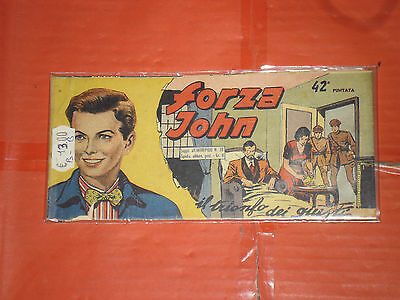 forza
John
42ª PUNTATA
il trionfo dei giusti
€ 13,00